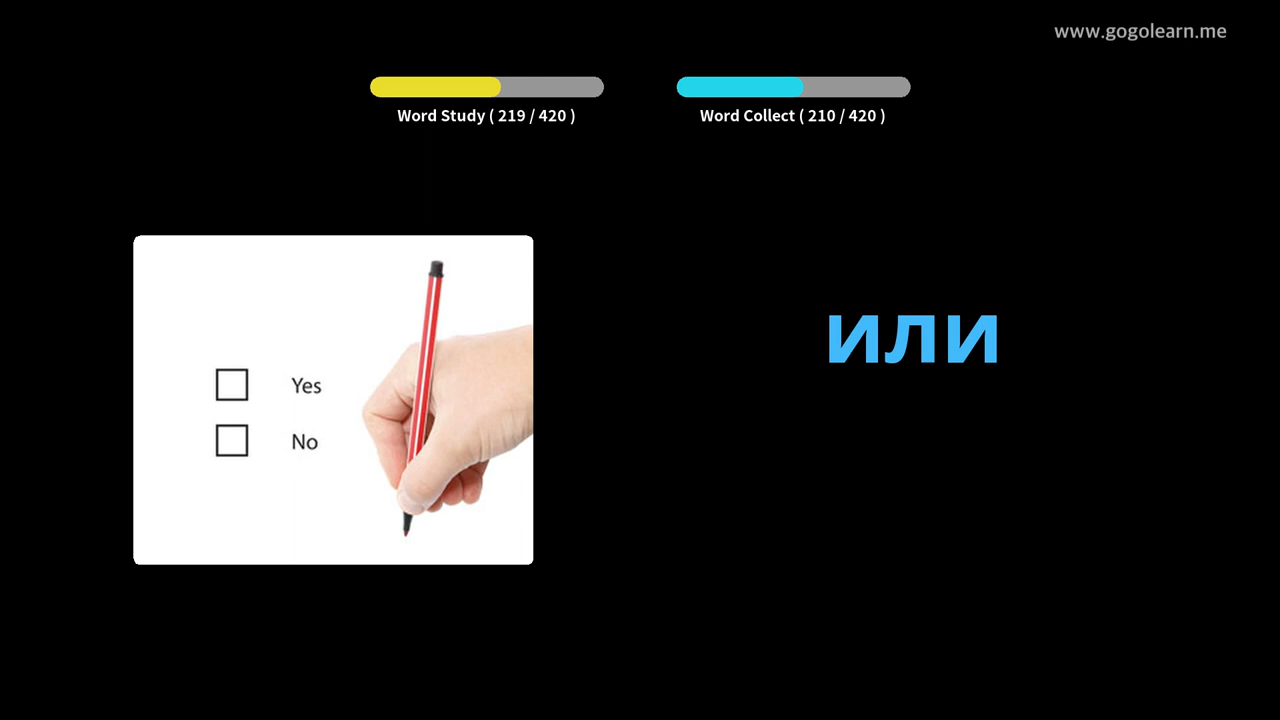 www.gogolearn.me
Word Study ( 219 / 420 )
Word Collect ( 210 / 420 )
или
Yes
No